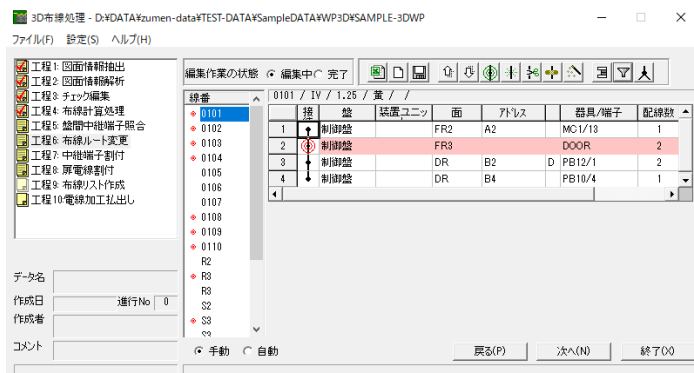 3D布線処理 - D:¥DATA¥zumen-data¥TEST-DATA¥SampleDATA¥WP3D¥SAMPLE-3DWP
ファイル(F) 設定(S) ヘルプ(H)
工程1: 図面情報抽出
工程2: 図面情報解析
工程3: チェック編集
工程4: 布線計算処理
工程5: 盤間中継端子照合
工程6: 布線ルート変更
工程7: 中継端子割付
工程8: 扉電線割付
工程9: 布線リスト作成
工程10:電線加工払出し
データ名
作成日 進行No 0
作成者
コメント
編集作業の状態 編集中 完了
線番
0101
0102
0103
0104
0105
0106
0107
0108
0109
0110
R2
R3
R3
S2
S3
手動 自動
0101 / IV / 1.25 / 黄 / /
接 盤 装置ユニッ 面 アドレス 器具/端子 配線数
1 制御盤 FR2 A2 MC1/13 1
2 制御盤 FR3 DOOR 2
3 制御盤 DR B2 D PB12/1 2
4 制御盤 DR B4 PB10/4 1
戻る(P) 次へ(N) 終了(X)